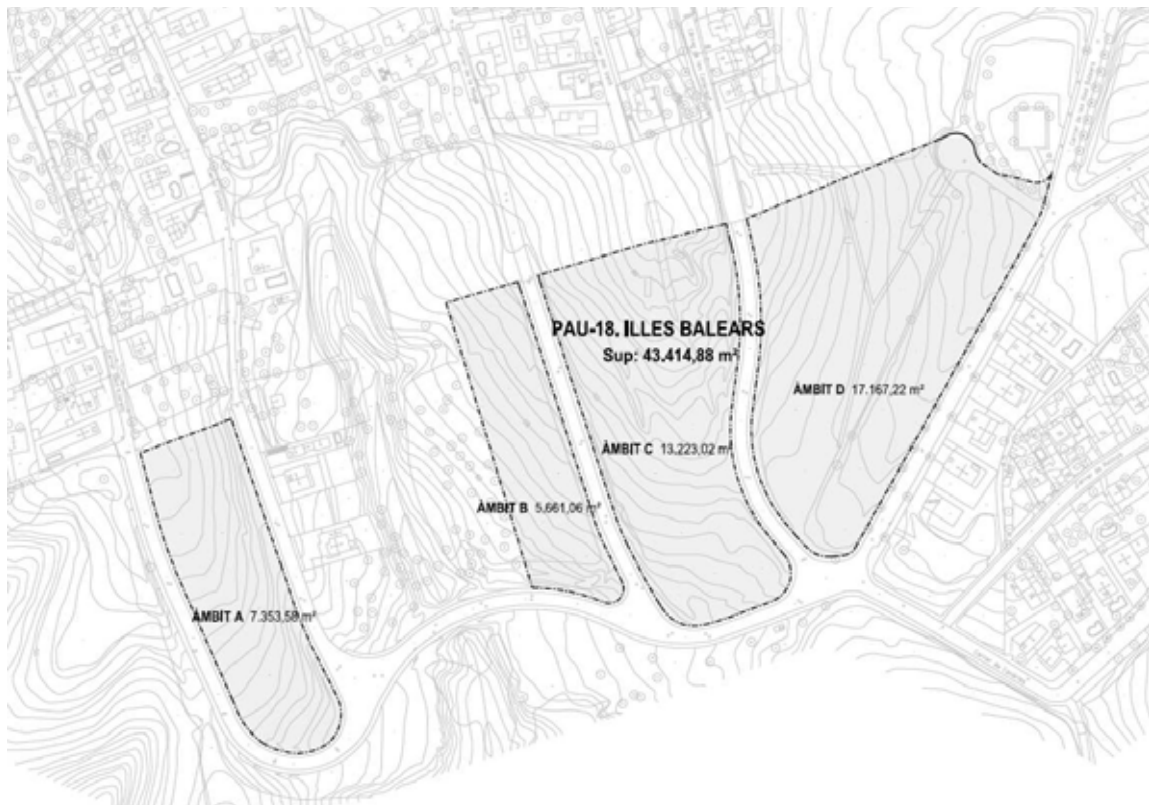 PAU-18. ILLES BALEARS
Sup: 43.414,88 m²
ÀMBIT D 17.167,22 m²
ÀMBIT C 13.223,02 m²
ÀMBIT B 5.661,06 m²
ÀMBIT A 7.353,58 m²